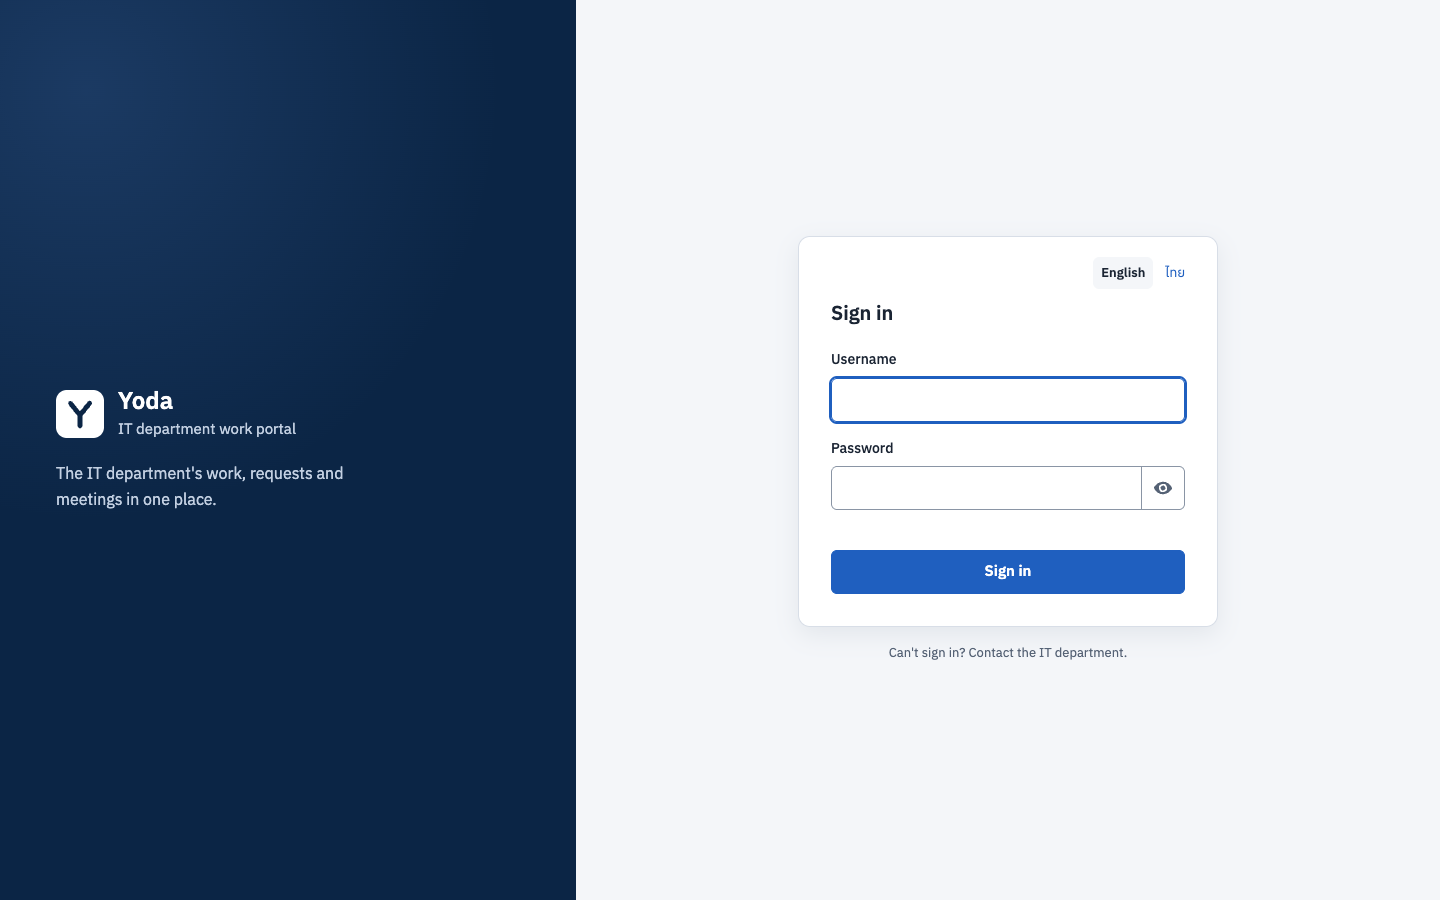 Y
Yoda
IT department work portal
The IT department's work, requests and
meetings in one place.
English ไทย
Sign in
Username
Password
Sign in
Can't sign in? Contact the IT department.